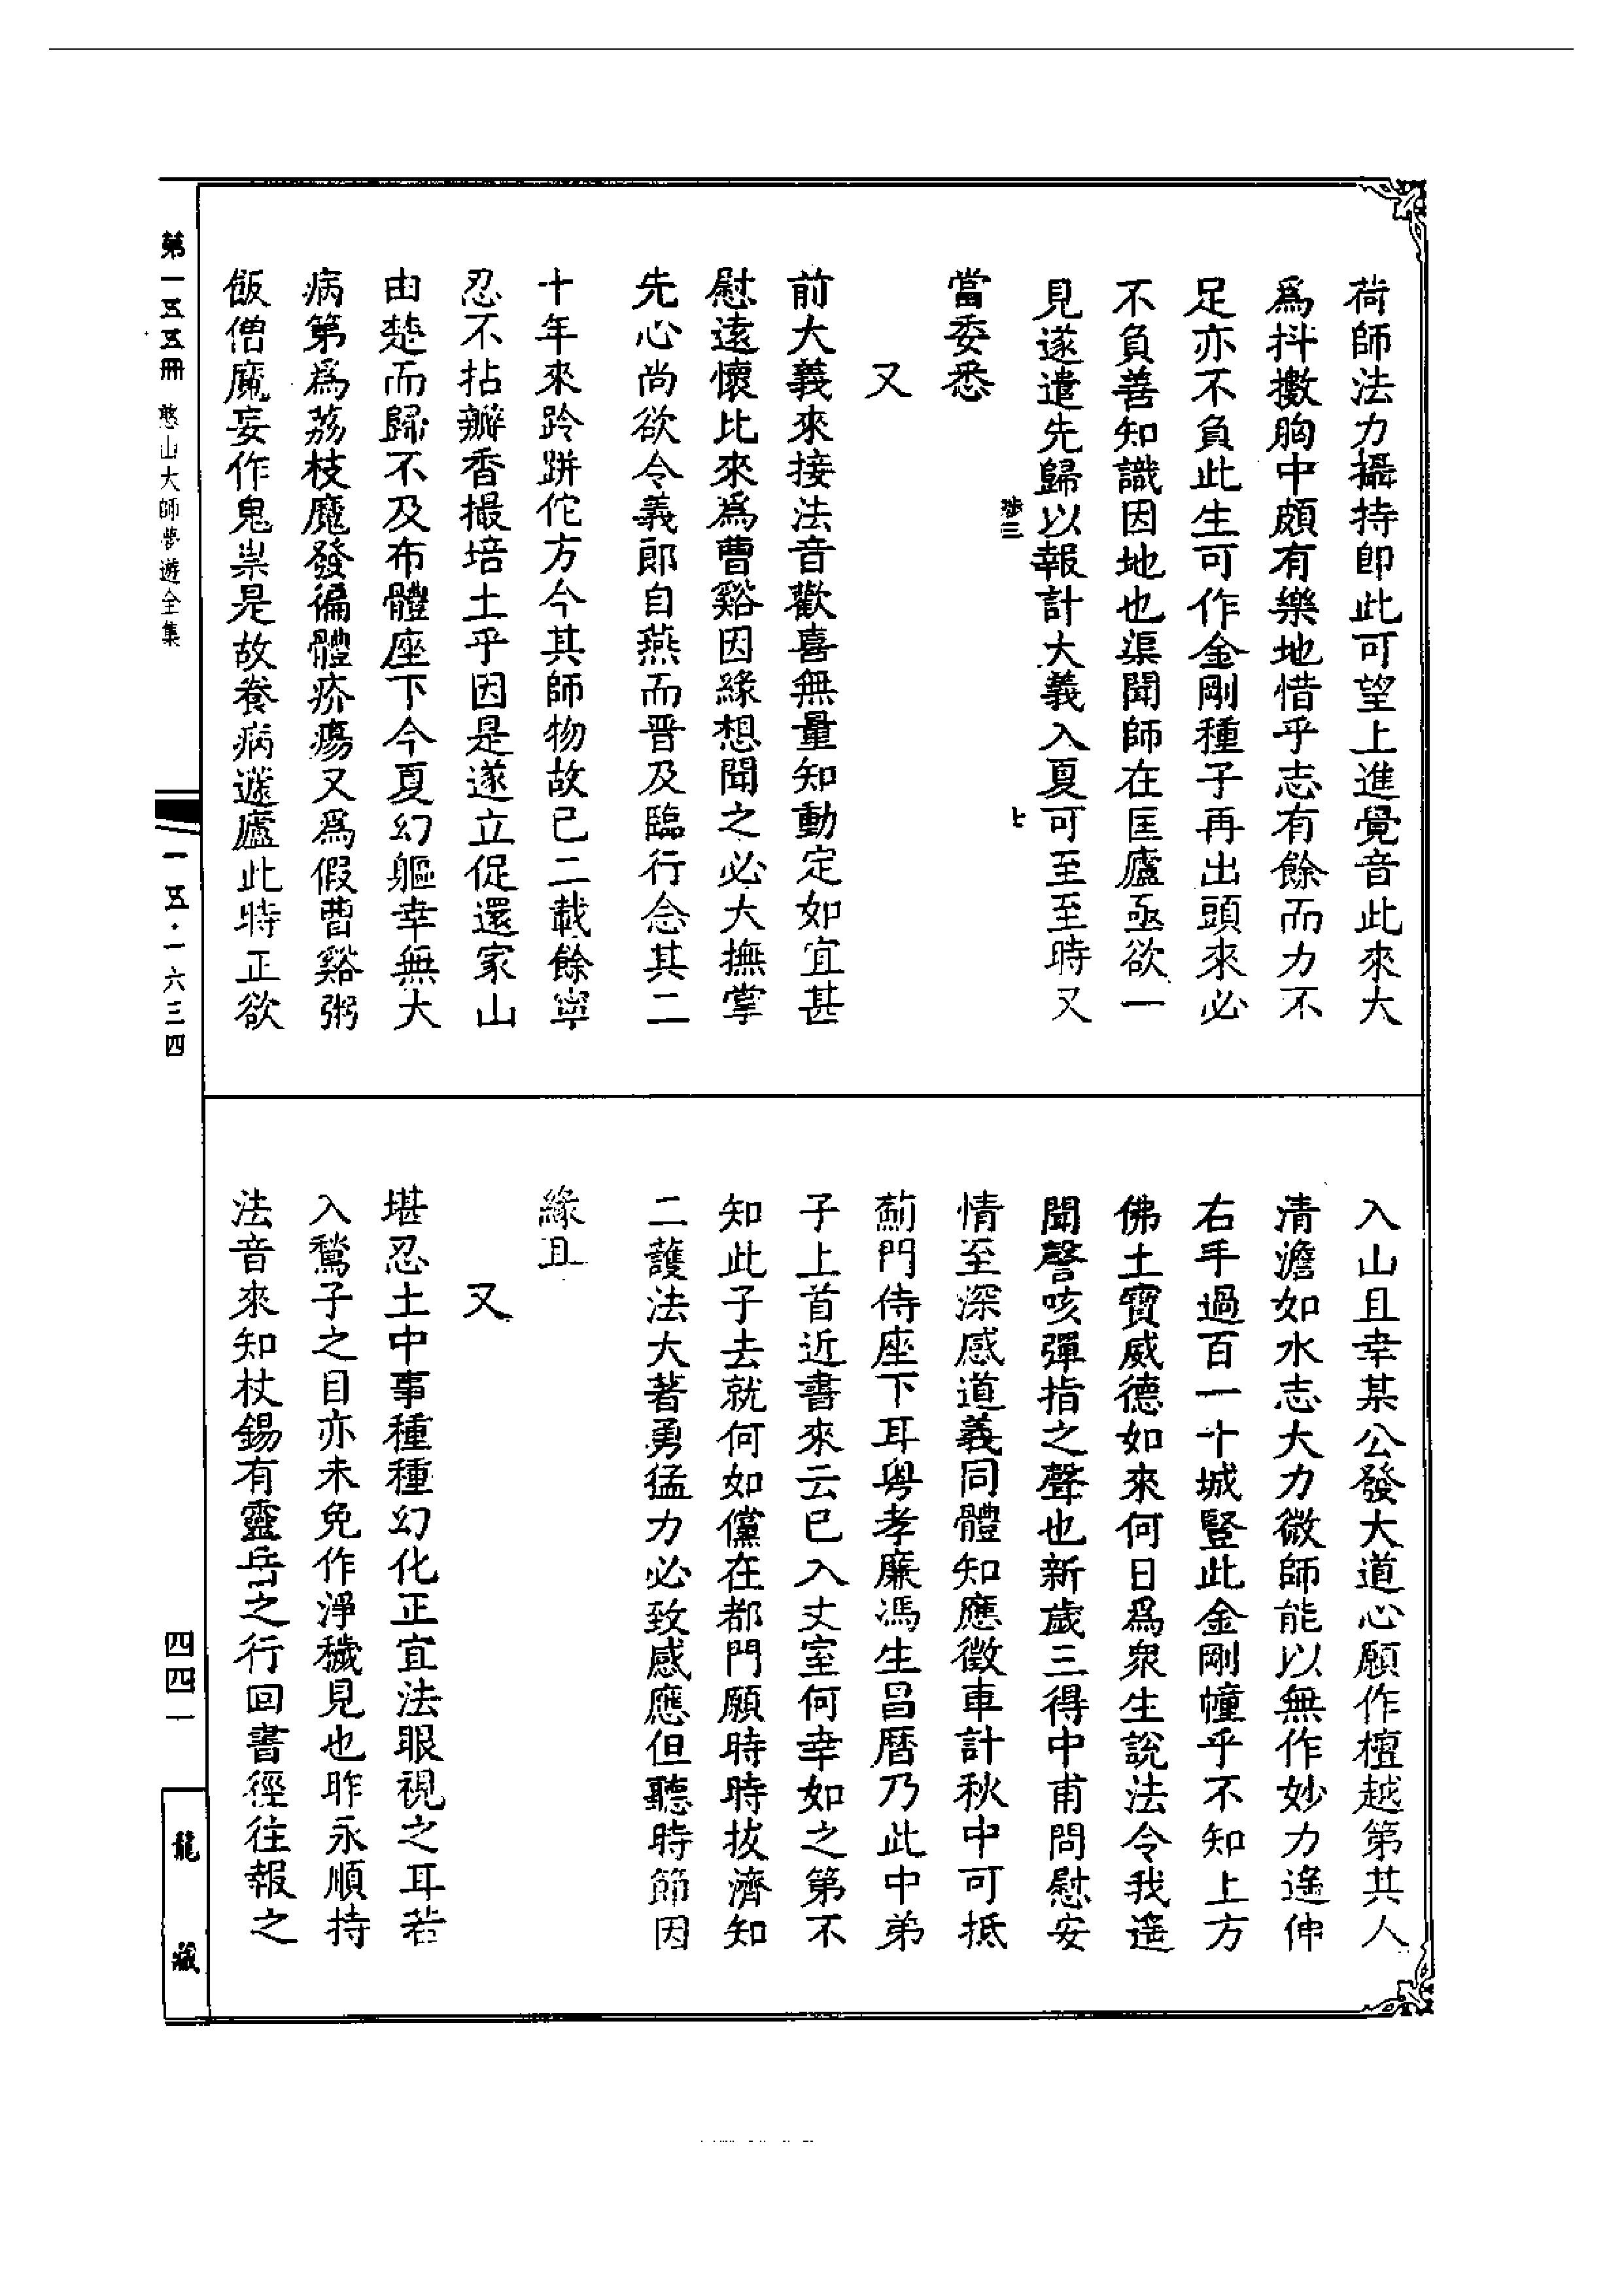 荷師法力攝持即此可望上進覺音此來大
為抖擻胸中頗有樂地惜乎志有餘而力不
足亦不負此生可作金剛種子再出頭來必
不負善知識因地也渠聞師在匡廬亟欲一
見遂遣先歸以報計大義入夏可至至時又
當委悉
又
前大義來接法音歡喜無量知動定如宜甚
慰遠懷比來為曹谿因緣想聞之必大撫掌
先心尚欲令義郎自燕而晋及臨行念其二
十年來跉跰佗方今其師物故已二載餘寧
忍不拈瓣香撮培土乎因是遂立促還家山
由楚而歸不及布體座下今夏幻軀幸無大
病第為荔枝魔發徧體疥瘍又為假曹谿粥
飯僧魔妄作鬼祟是故養病遯廬此時正欲
入山且幸某公發大道心願作檀越第其人
清澹如水志大力微師能以無作妙力遙伸
右手過百一十城豎此金剛幢乎不知上方
佛土寶威德如來何日為眾生說法令我遙
聞謦咳彈指之聲也新歲三得中甫問慰安
情至深感道義同體知應徵車計秋中可抵
薊門侍座下耳粵孝廉馮生昌曆乃此中弟
子上首近書來云已入丈室何幸如之第不
知此子去就何如儻在都門願時時拔濟知
二護法大著勇猛力必致感應但聽時節因
緣且
又
堪忍土中事種種幻化正宜法眼視之耳若
入鶖子之目亦未免作淨穢見也昨永順持
法音來知杖錫有靈岳之行回書徑往報之
第一五五冊 憨山大師夢遊全集
一五·一六三四
四四一
龍藏